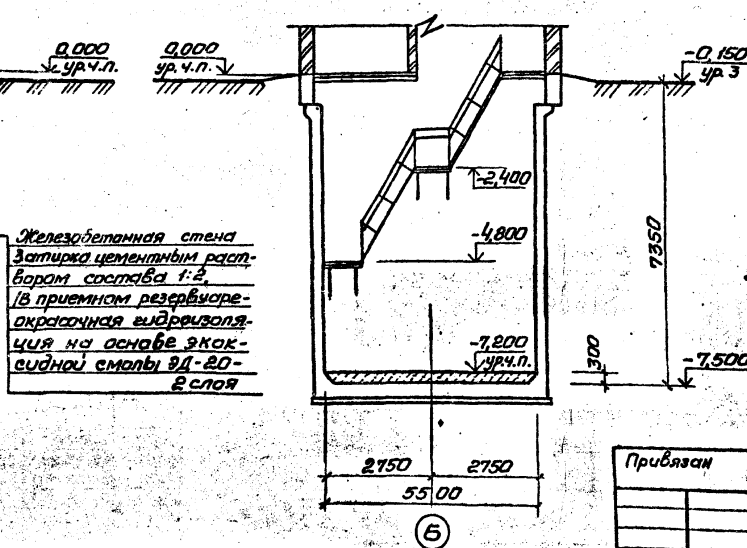 0,000
ур.ч.п.
0,000
ур.ч.п.
-0,150
ур. З
-2,400
-4,800
7350
Железобетонная стена
Затирка цементным раст-
вором состава 1:2,
/в приемном резервуаре-
окрасочная гидроизоля-
ция на основе экок-
сидной смолы ЭД-20-
2 слоя
-7,200
ур.ч.п.
300
-7,500
2750
2750
5500
Б
Привязан